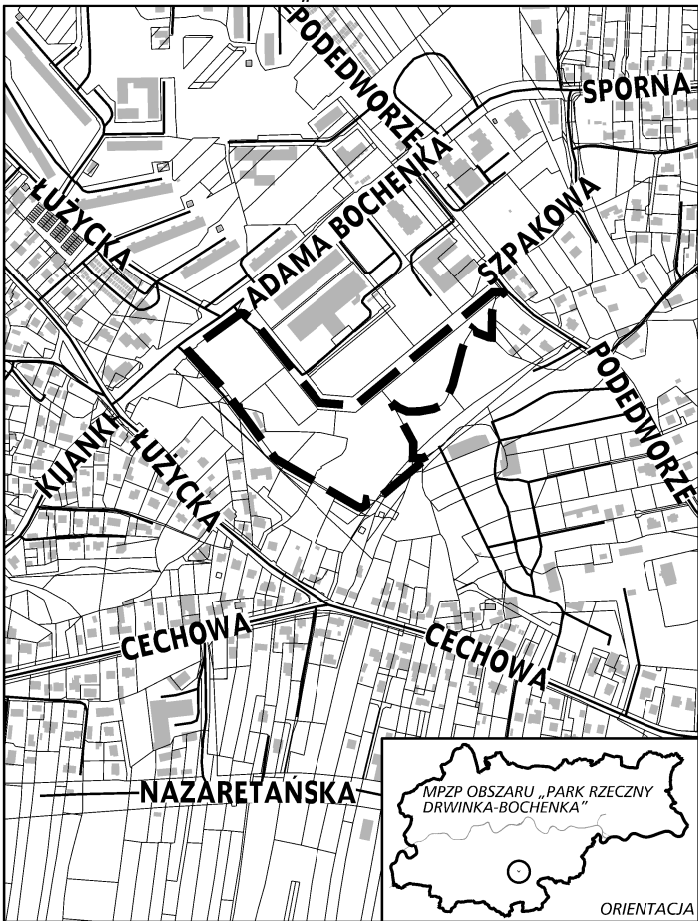 PODEDWORZE
SPORNA
ŁUŻYCKA
ADAMA BOCHENKA
SZPAKOWA
PODEDWORZE
KIJANKI
ŁUŻYCKA
CECHOWA
CECHOWA
NAZARETAŃSKA
MPZP OBSZARU „PARK RZECZNY
DRWINKA-BOCHENKA”
ORIENTACJA